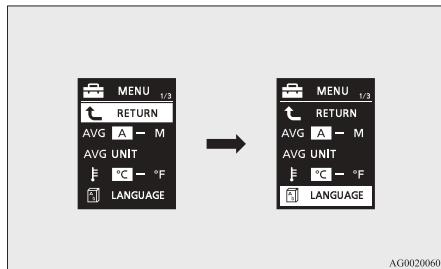 MENU 1/3
RETURN
AVG A – M
AVG UNIT
°C – °F
LANGUAGE
MENU 1/3
RETURN
AVG A – M
AVG UNIT
°C – °F
LANGUAGE
AG0020060